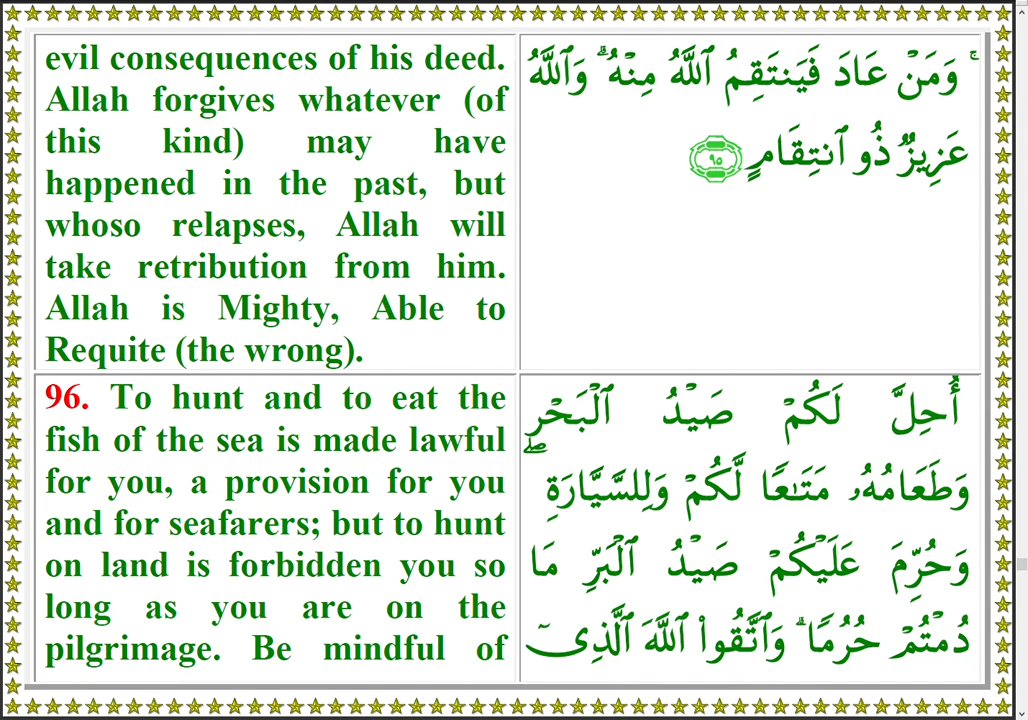 evil consequences of his deed.
Allah forgives whatever (of
this kind) may have
happened in the past, but
whoso relapses, Allah will
take retribution from him.
Allah is Mighty, Able to
Requite (the wrong).
ۚ وَمَنْ عَادَ فَيَنتَقِمُ ٱللَّهُ مِنْهُ ۗ وَٱللَّهُ
عَزِيزٌ ذُو ٱنتِقَامٍ ٩٥
96. To hunt and to eat the
fish of the sea is made lawful
for you, a provision for you
and for seafarers; but to hunt
on land is forbidden you so
long as you are on the
pilgrimage. Be mindful of
أُحِلَّ لَكُمْ صَيْدُ ٱلْبَحْرِ
وَطَعَامُهُۥ مَتَٰعًا لَّكُمْ وَلِلسَّيَّارَةِ ۖ
وَحُرِّمَ عَلَيْكُمْ صَيْدُ ٱلْبَرِّ مَا
دُمْتُمْ حُرُمًا ۗ وَٱتَّقُوا۟ ٱللَّهَ ٱلَّذِىٓ